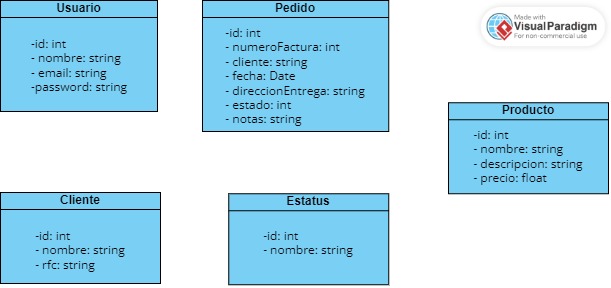 Usuario
-id: int
- nombre: string
- email: string
-password: string
Pedido
-id: int
- numeroFactura: int
- cliente: string
- fecha: Date
- direccionEntrega: string
- estado: int
- notas: string
Made with
Visual Paradigm
For non-commercial use
Producto
-id: int
- nombre: string
- descripcion: string
- precio: float
Cliente
-id: int
- nombre: string
- rfc: string
Estatus
-id: int
- nombre: string